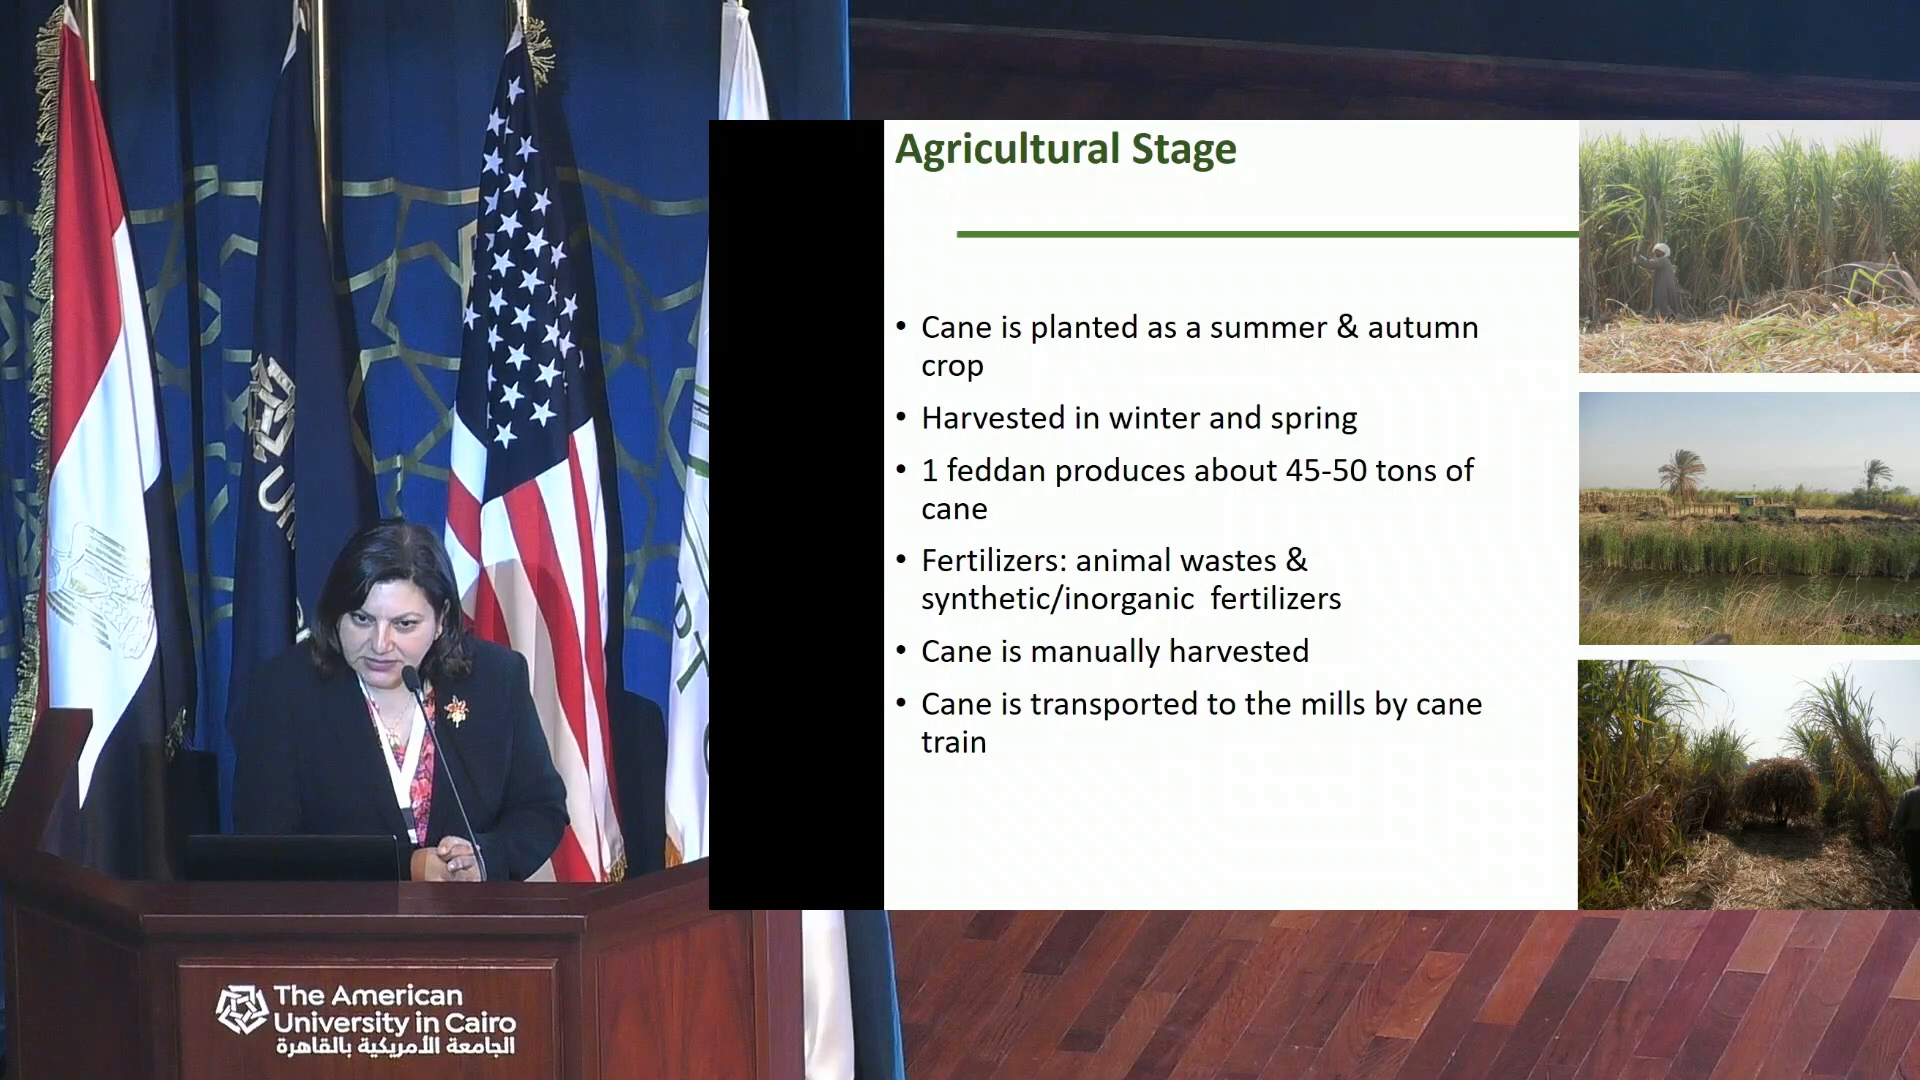 Agricultural Stage
• Cane is planted as a summer & autumn
crop
• Harvested in winter and spring
• 1 feddan produces about 45-50 tons of
cane
• Fertilizers: animal wastes &
synthetic/inorganic fertilizers
• Cane is manually harvested
• Cane is transported to the mills by cane
train
The American
University in Cairo
الجامعة الأمريكية بالقاهرة